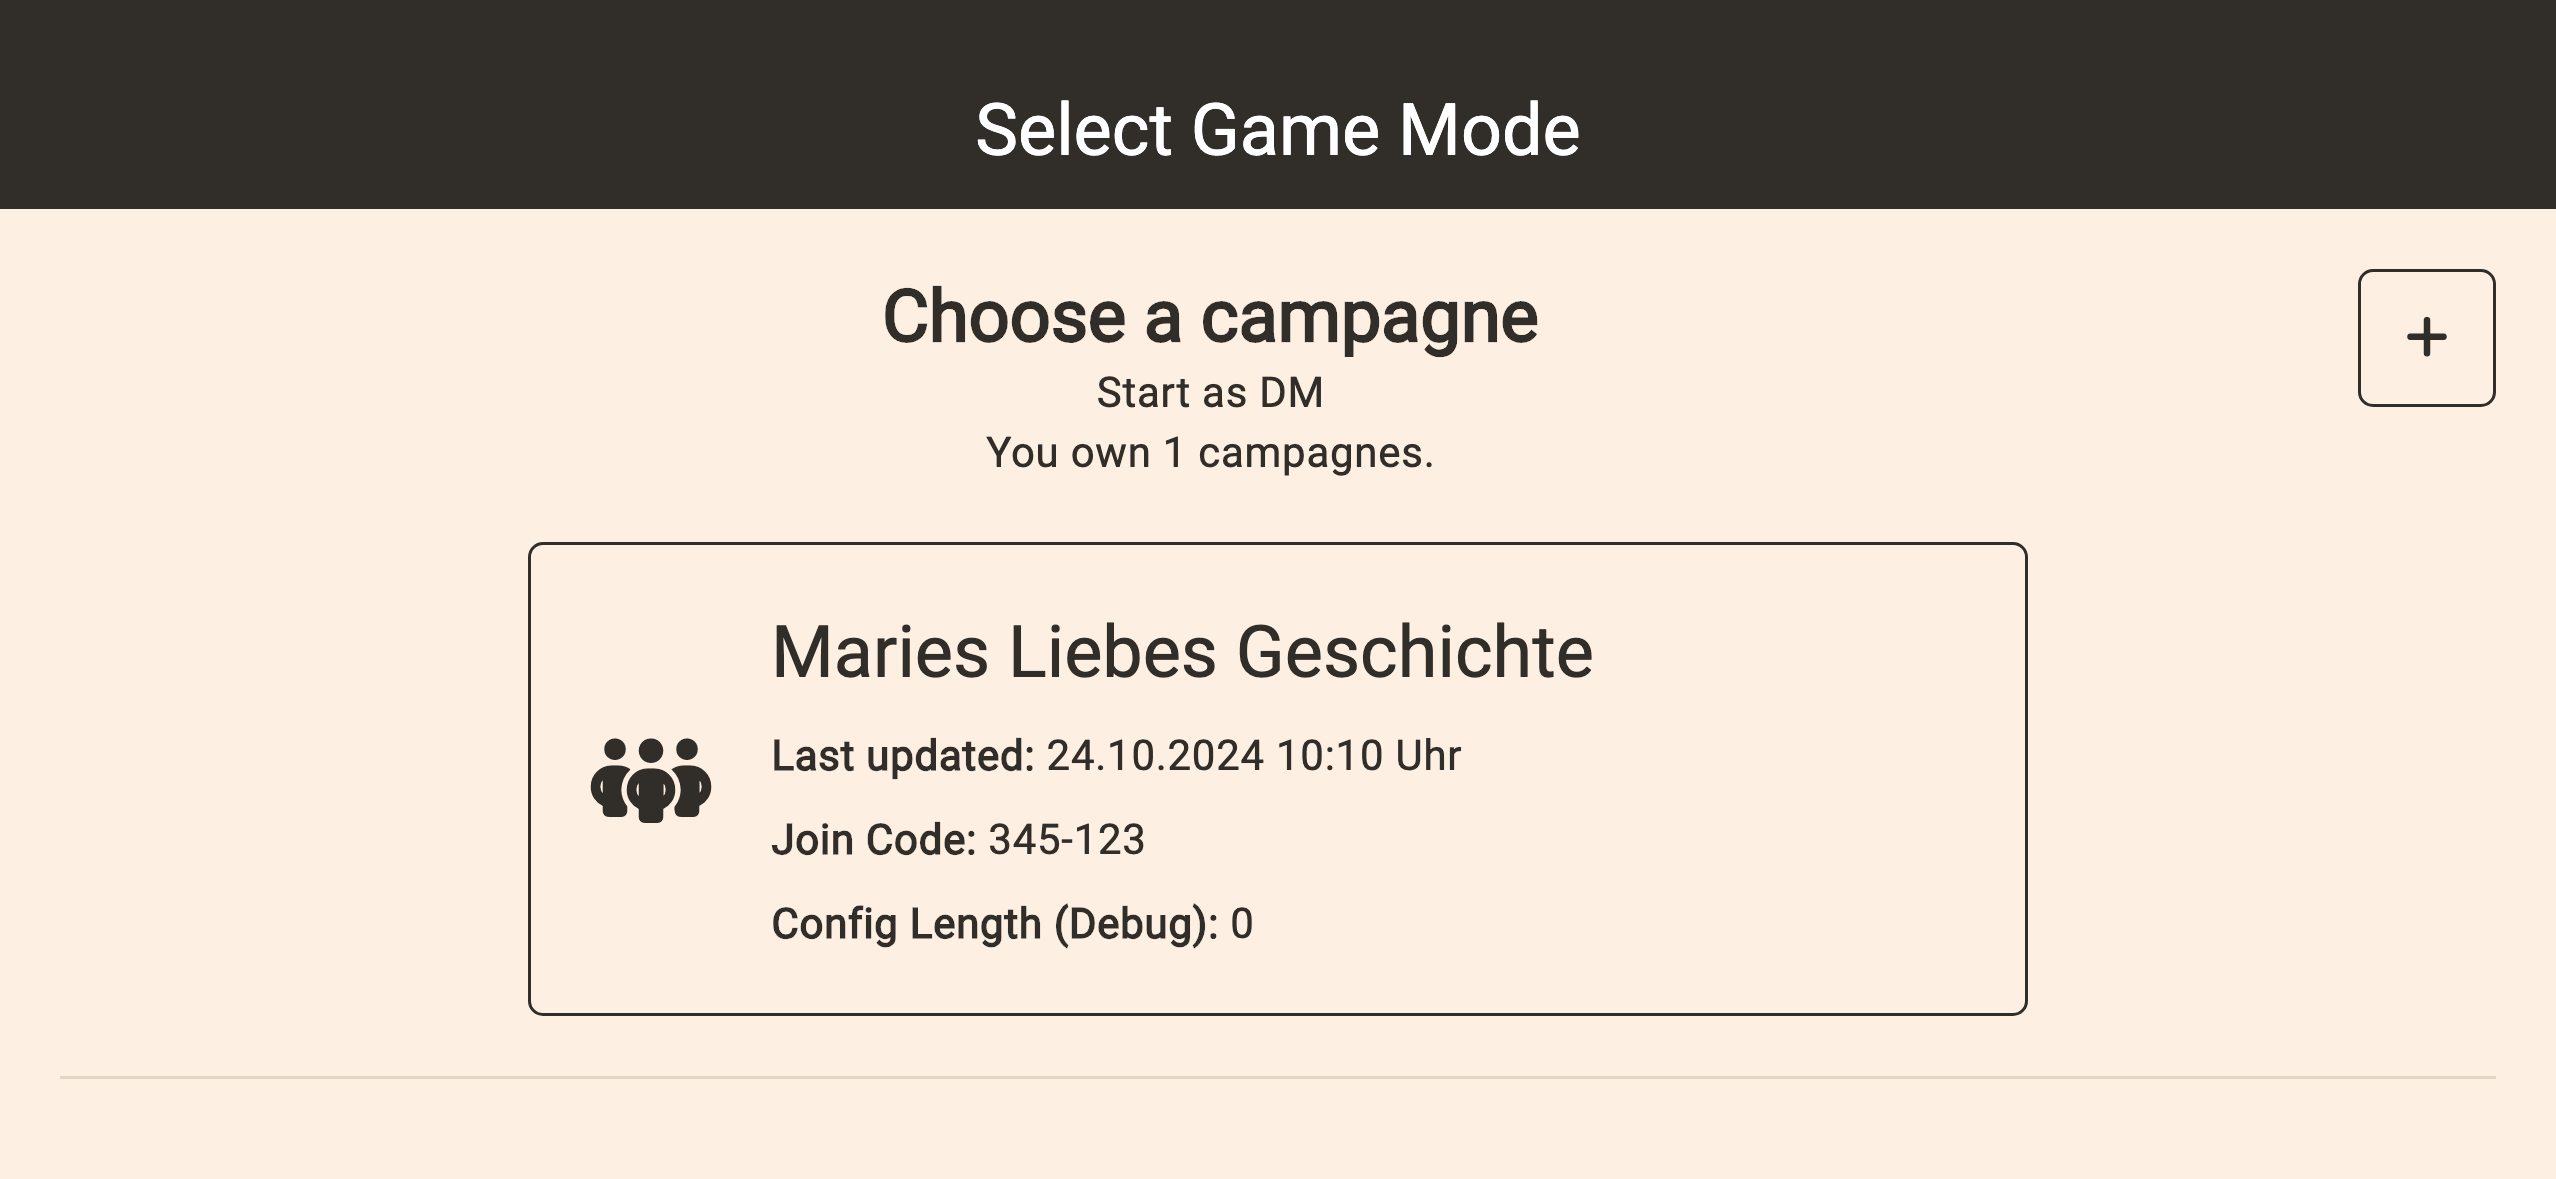 Select Game Mode
Choose a campagne
Start as DM
You own 1 campagnes.
Maries Liebes Geschichte
Last updated: 24.10.2024 10:10 Uhr
Join Code: 345-123
Config Length (Debug): 0